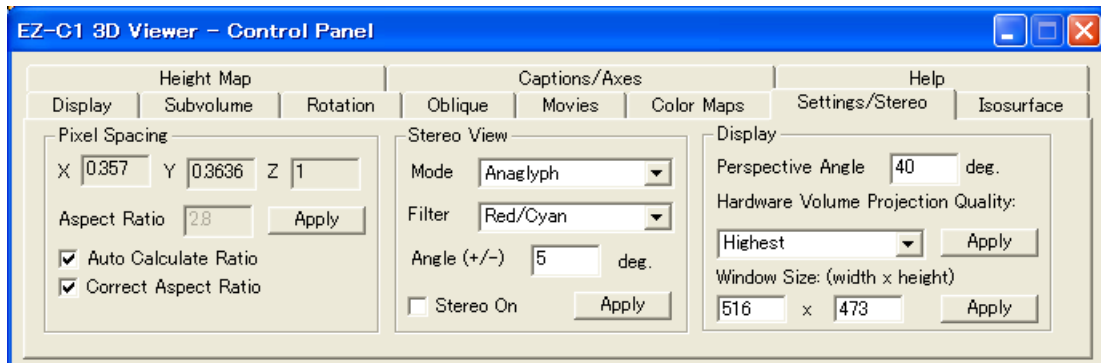 EZ-C1 3D Viewer - Control Panel
Height Map Captions/Axes Help
Display Subvolume Rotation Oblique Movies Color Maps Settings/Stereo Isosurface
Pixel Spacing
X 0.357 Y 0.3636 Z 1
Aspect Ratio 2.8 Apply
Auto Calculate Ratio
Correct Aspect Ratio
Stereo View
Mode Anaglyph
Filter Red/Cyan
Angle (+/-) 5 deg.
Stereo On Apply
Display
Perspective Angle 40 deg.
Hardware Volume Projection Quality:
Highest Apply
Window Size: (width x height)
516 x 473 Apply